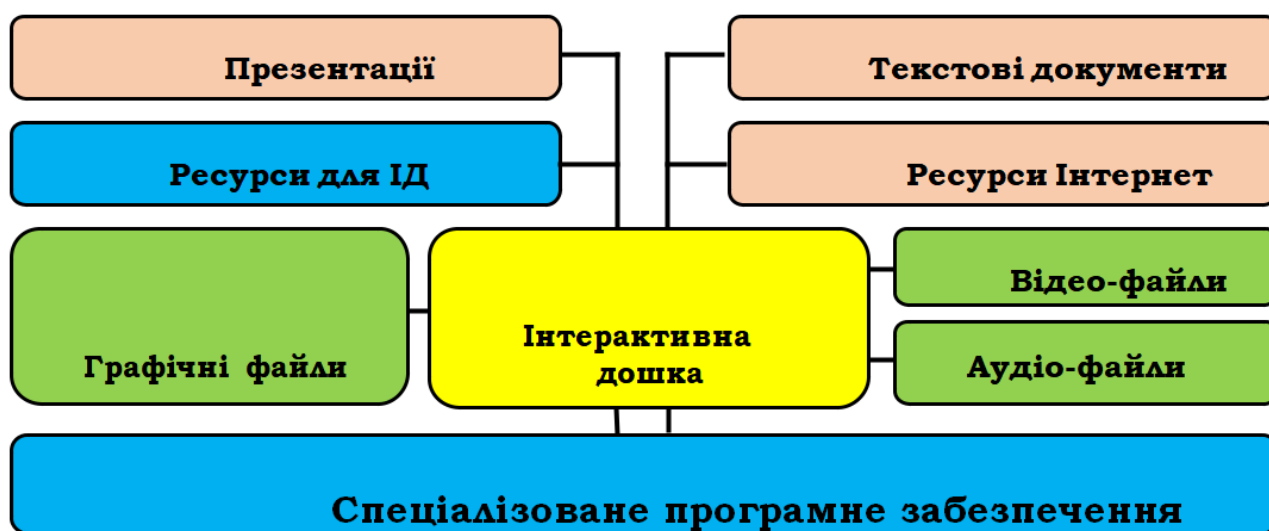 Презентації
Текстові документи
Ресурси для ІД
Ресурси Інтернет
Графічні файли
Інтерактивна
дошка
Відео-файли
Аудіо-файли
Спеціалізоване програмне забезпечення